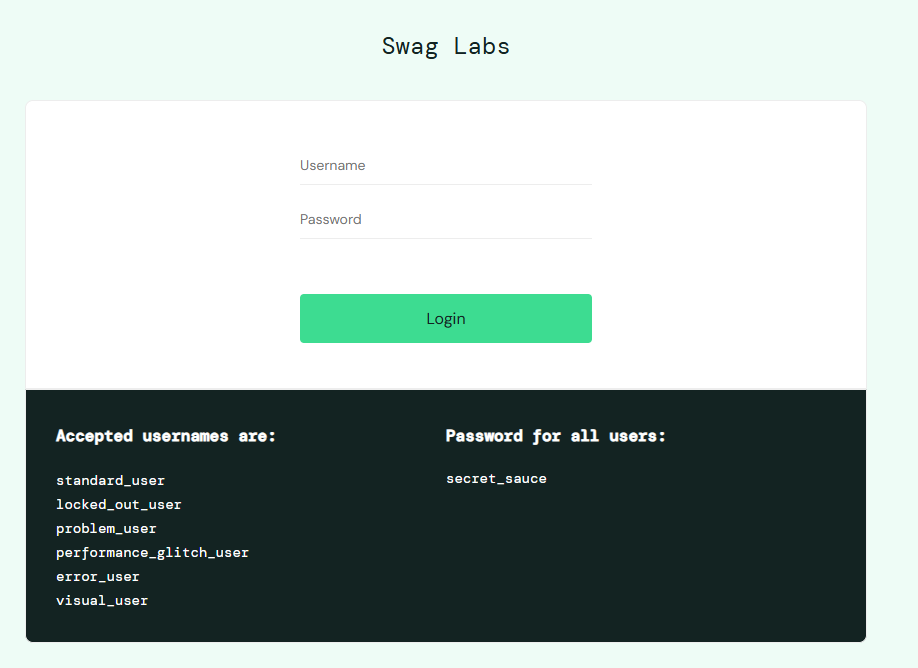 Swag Labs
Username
Password
Login
Accepted usernames are:
standard_user
locked_out_user
problem_user
performance_glitch_user
error_user
visual_user
Password for all users:
secret_sauce